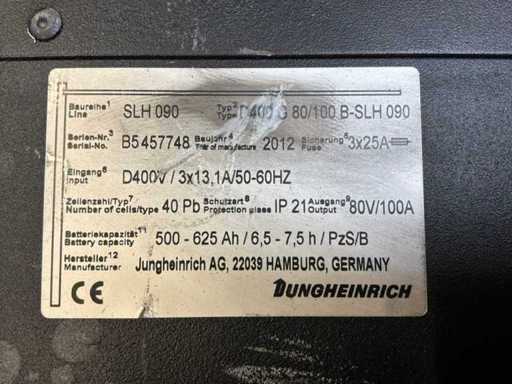 Baureihe¹ Line SLH 090 Typ² Type D400 G 80/100 B-SLH 090
Serien-Nr.³ Serial-No. B5457748 Baujahr⁴ Year of manufacture 2012 Sicherung⁵ Fuse 3x25A
Eingang⁶ Input D400V / 3x13,1A/50-60HZ
Zellenzahl/Typ⁷ Number of cells/type 40 Pb Schutzart⁸ Protection class IP 21 Ausgang⁹ Output 80V/100A
Batteriekapazität¹¹ Battery capacity 500 - 625 Ah / 6,5 - 7,5 h / PzS/B
Hersteller¹² Manufacturer Jungheinrich AG, 22039 HAMBURG, GERMANY
CE JUNGHEINRICH